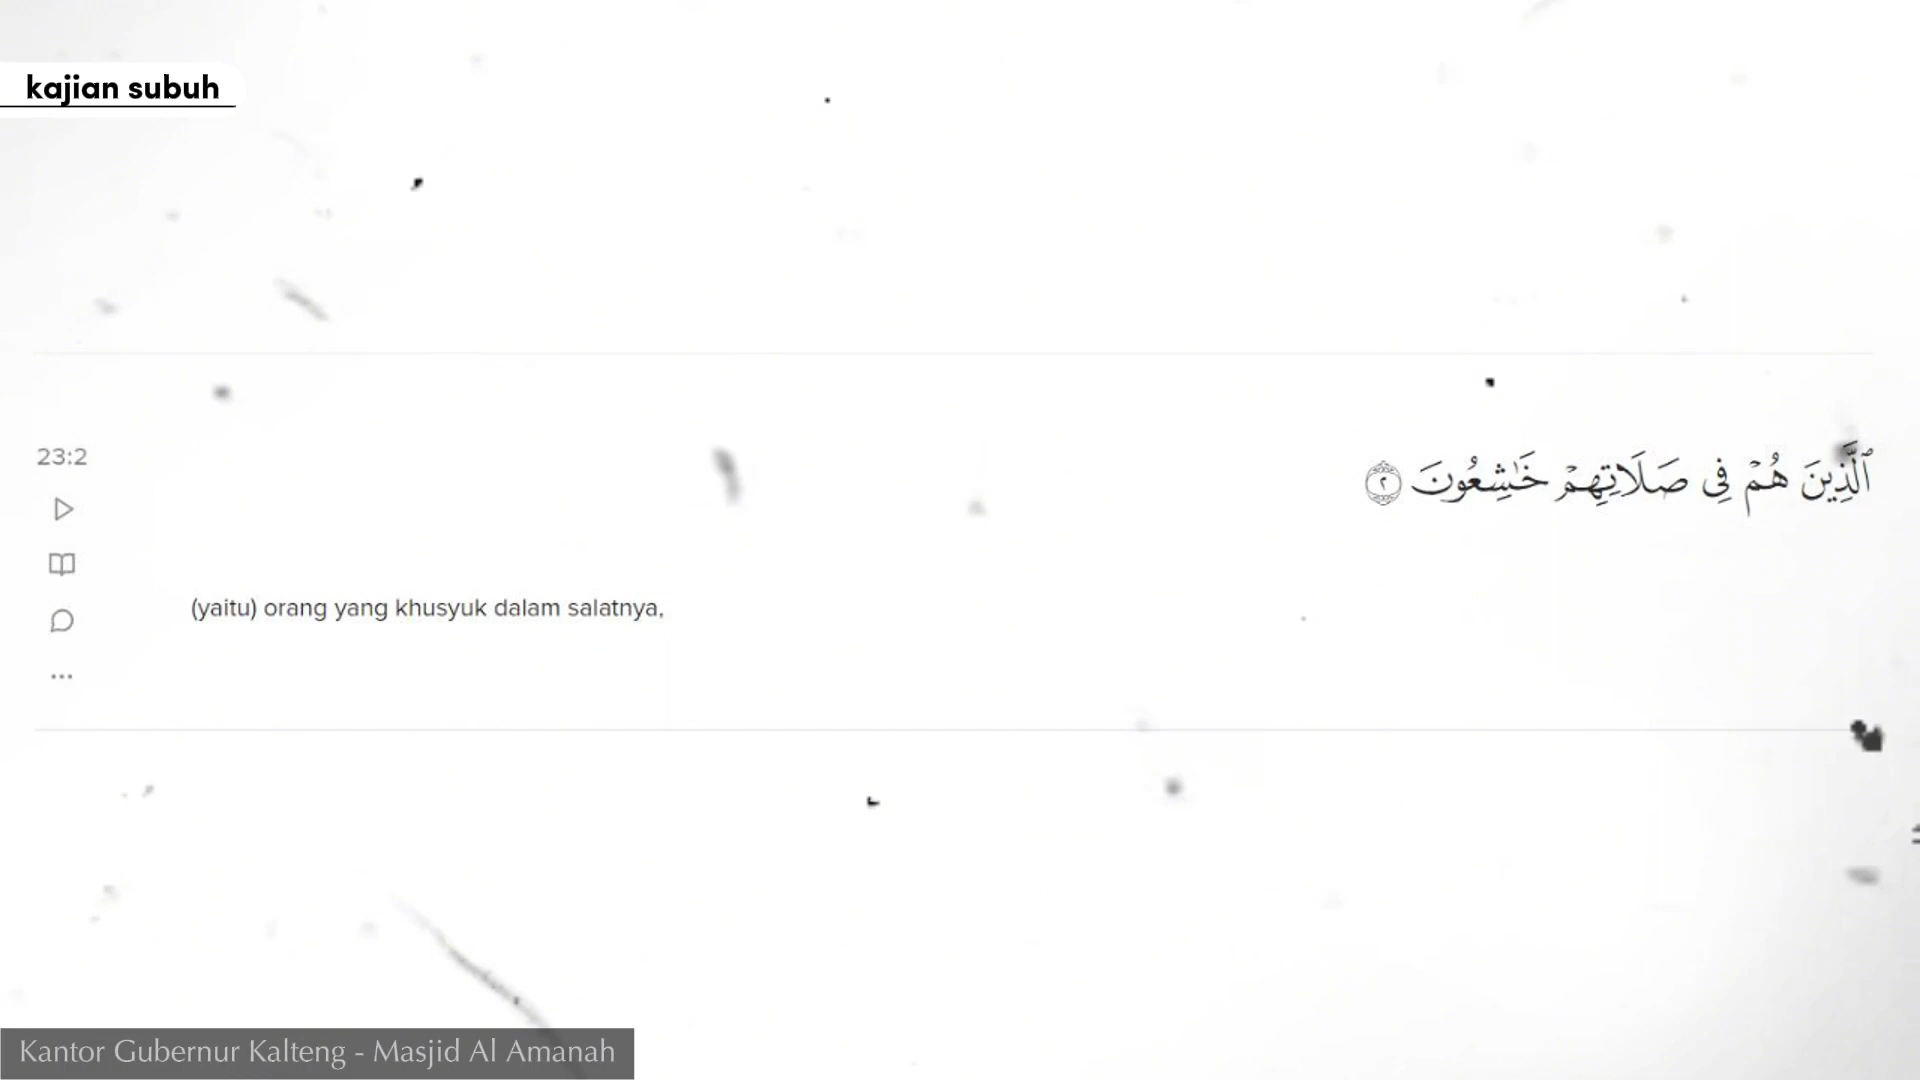 kajian subuh
23:2
ٱلَّذِينَ هُمْ فِى صَلَاتِهِمْ خَـٰشِعُونَ ٢
(yaitu) orang yang khusyuk dalam salatnya,
Kantor Gubernur Kalteng - Masjid Al Amanah